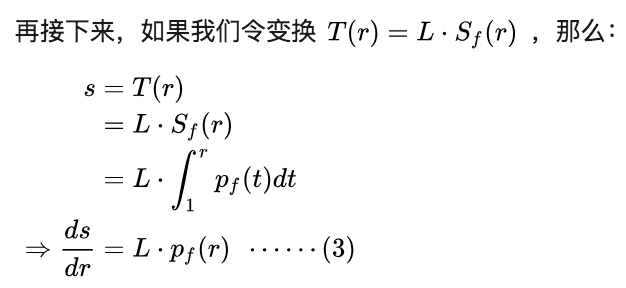 再接下来，如果我们令变换 T(r) = L · S_f(r) ，那么：
s = T(r)
= L · S_f(r)
= L · ∫_1^r p_f(t)dt
⇒ ds/dr = L · p_f(r) ······(3)